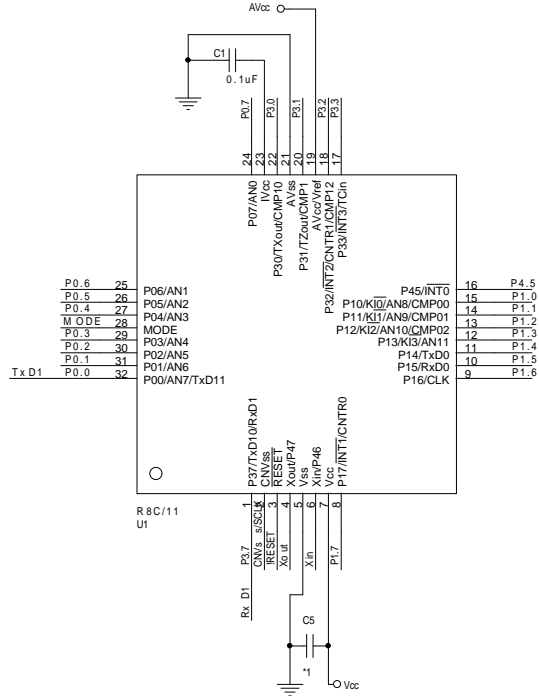 AVcc
C1
0.1uF
P0.7
P3.0
P3.1
P3.2
P3.3
24
23
22
21
20
19
18
17
P07/AN0
IVcc
P30/TXout/CMP10
AVss
P31/TZout/CMP1
AVcc/Vref
P32/INT2/CNTR1/CMP12
P33/INT3/TCin
P0.6 25 P06/AN1
P0.5 26 P05/AN2
P0.4 27 P04/AN3
MODE 28 MODE
P0.3 29 P03/AN4
P0.2 30 P02/AN5
P0.1 31 P01/AN6
TxD1 P0.0 32 P00/AN7/TxD11
P45/INT0 16 P4.5
P10/KI0/AN8/CMP00 15 P1.0
P11/KI1/AN9/CMP01 14 P1.1
P12/KI2/AN10/CMP02 13 P1.2
P13/KI3/AN11 12 P1.3
P14/TxD0 11 P1.4
P15/RxD0 10 P1.5
P16/CLK 9 P1.6
P37/TxD10/RxD1
CNVss
RESET
Xout/P47
Vss
Xin/P46
Vcc
P17/INT1/CNTR0
R8C/11
U1
1
2
3
4
5
6
7
8
P3.7
CNVs s/SCLK
!RESET
Xout
Xin
P1.7
RxD1
C5
*1
Vcc